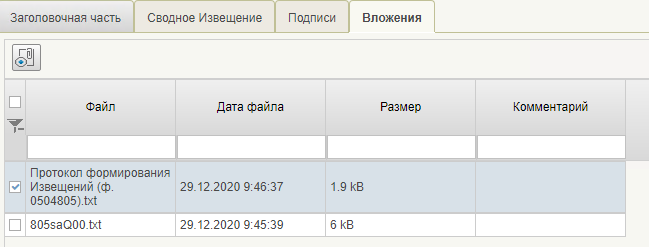 Заголовочная часть Сводное Извещение Подписи Вложения
Файл Дата файла Размер Комментарий
Протокол формирования
Извещений (ф.
0504805).txt
29.12.2020 9:46:37 1.9 kB
805saQ00.txt 29.12.2020 9:45:39 6 kB